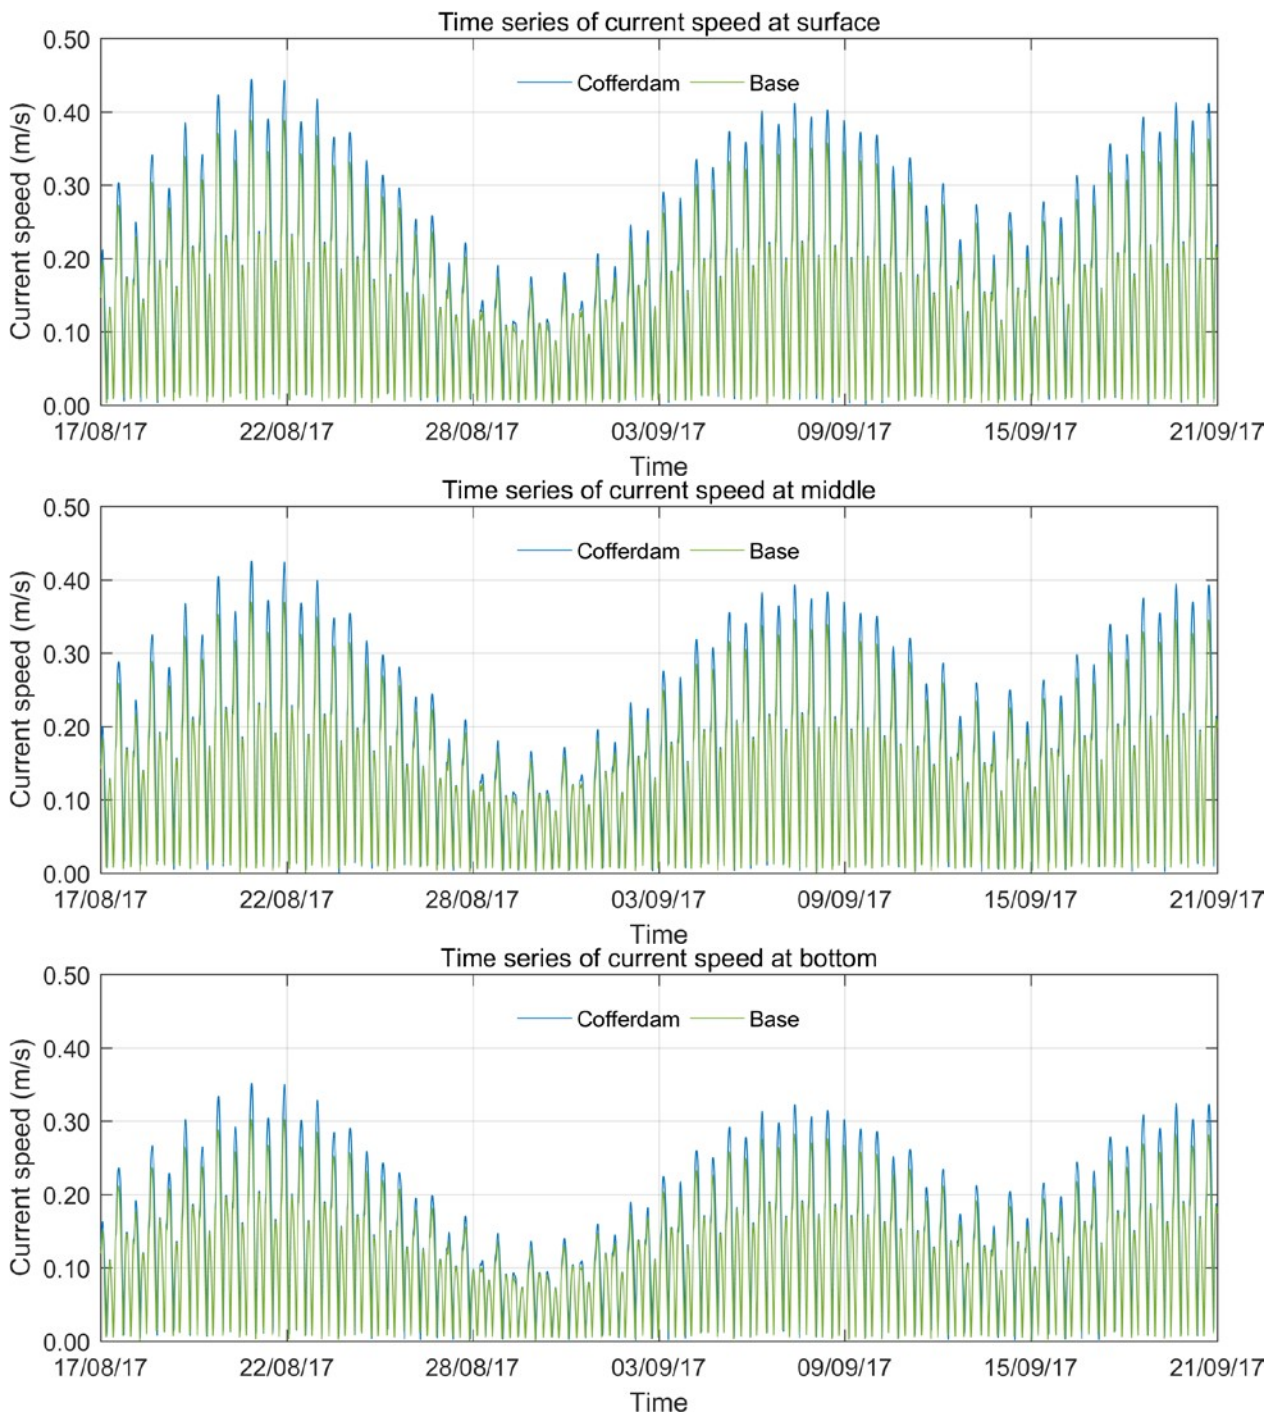 Time series of current speed at surface
0.50
0.40
0.30
0.20
0.10
0.00
Current speed (m/s)
Cofferdam Base
17/08/17 22/08/17 28/08/17 03/09/17 09/09/17 15/09/17 21/09/17
Time
Time series of current speed at middle
0.50
0.40
0.30
0.20
0.10
0.00
Current speed (m/s)
Cofferdam Base
17/08/17 22/08/17 28/08/17 03/09/17 09/09/17 15/09/17 21/09/17
Time
Time series of current speed at bottom
0.50
0.40
0.30
0.20
0.10
0.00
Current speed (m/s)
Cofferdam Base
17/08/17 22/08/17 28/08/17 03/09/17 09/09/17 15/09/17 21/09/17
Time